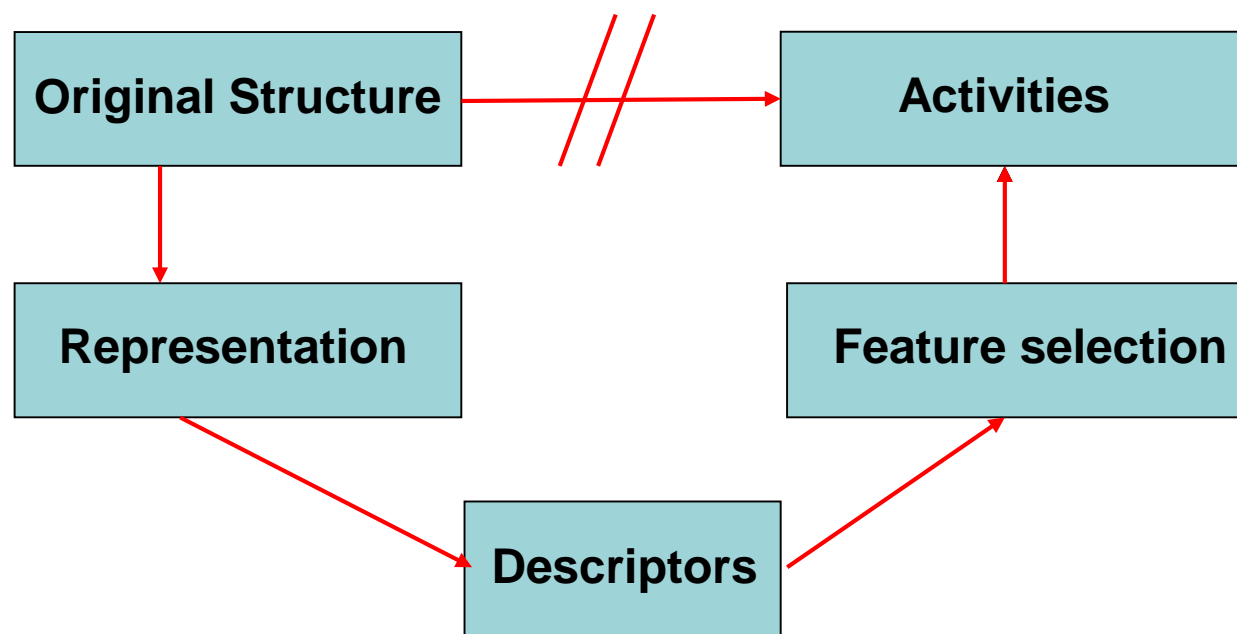 Original Structure
Activities
Representation
Feature selection
Descriptors